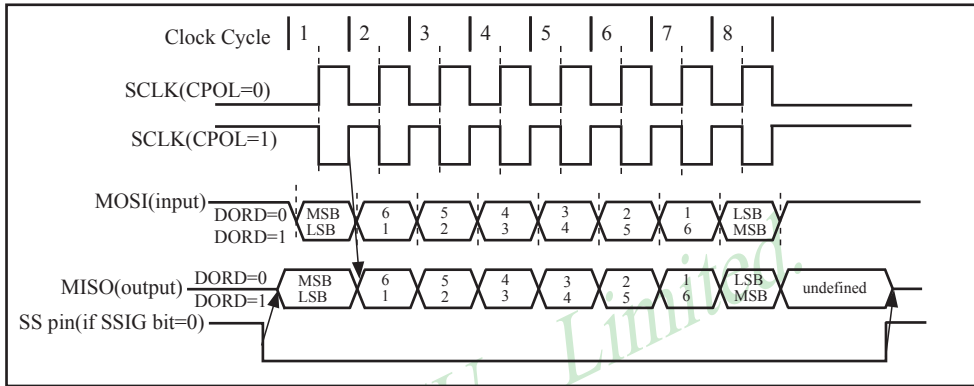 Clock Cycle 1 2 3 4 5 6 7 8
SCLK(CPOL=0)
SCLK(CPOL=1)
MOSI(input) DORD=0 MSB 6 5 4 3 2 1 LSB
DORD=1 LSB 1 2 3 4 5 6 MSB
MISO(output) DORD=0 MSB 6 5 4 3 2 1 LSB undefined
DORD=1 LSB 1 2 3 4 5 6 MSB
SS pin(if SSIG bit=0)
Limited.